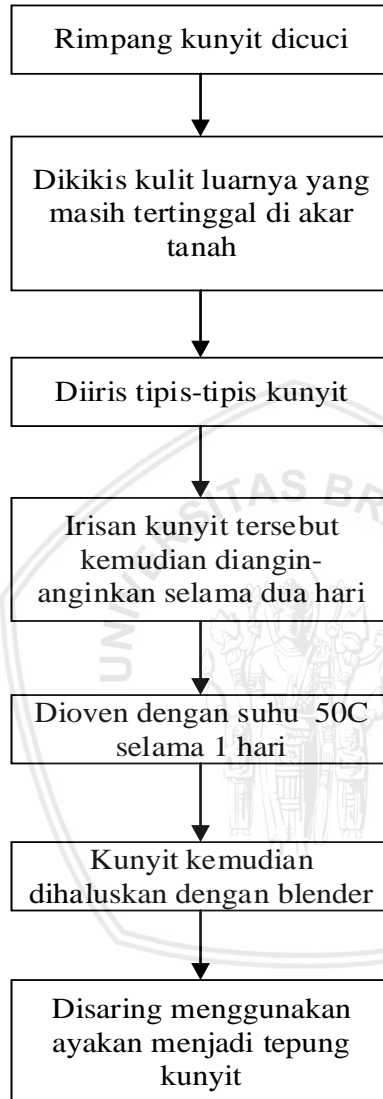 Rimpang kunyit dicuci
Dikikis kulit luarnya yang
masih tertinggal di akar
tanah
Diiris tipis-tipis kunyit
UNIVERSITAS BR
Irisan kunyit tersebut
kemudian diangin-
anginkan selama dua hari
Dioven dengan suhu 50C
selama 1 hari
Kunyit kemudian
dihaluskan dengan blender
Disaring menggunakan
ayakan menjadi tepung
kunyit